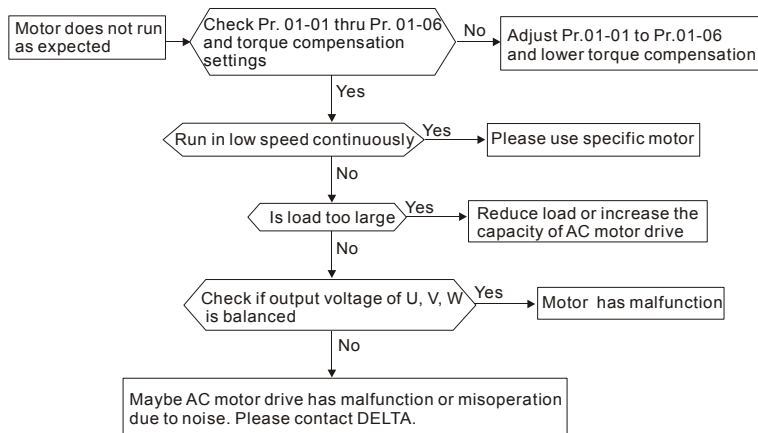 Motor does not run
as expected
Check Pr. 01-01 thru Pr. 01-06
and torque compensation
settings
No
Adjust Pr.01-01 to Pr.01-06
and lower torque compensation
Yes
Run in low speed continuously
Yes
Please use specific motor
No
Is load too large
Yes
Reduce load or increase the
capacity of AC motor drive
No
Check if output voltage of U, V, W
is balanced
Yes
Motor has malfunction
No
Maybe AC motor drive has malfunction or misoperation
due to noise. Please contact DELTA.